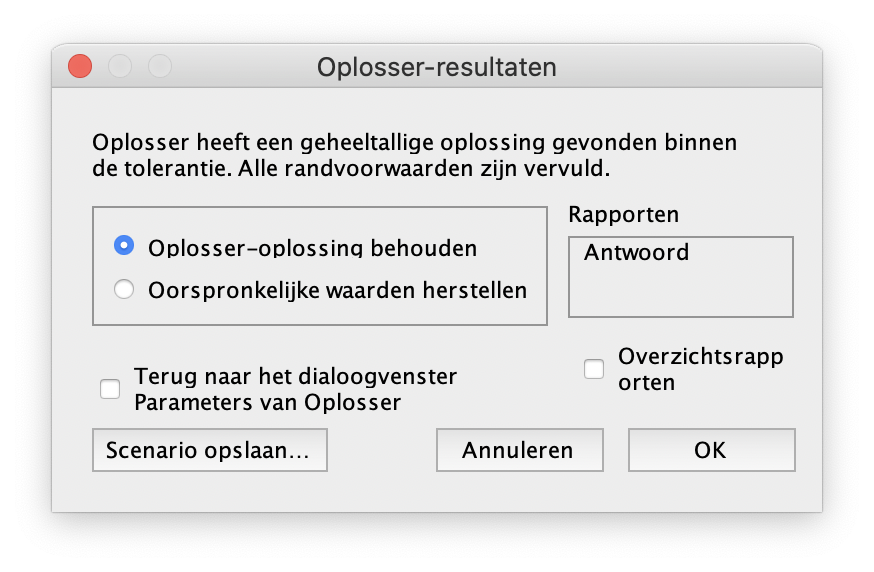 Oplosser-resultaten
Oplosser heeft een geheeltallige oplossing gevonden binnen
de tolerantie. Alle randvoorwaarden zijn vervuld.
Oplosser-oplossing behouden
Oorspronkelijke waarden herstellen
Rapporten
Antwoord
Terug naar het dialoogvenster
Parameters van Oplosser
Overzichtsrapp
orten
Scenario opslaan...
Annuleren
OK